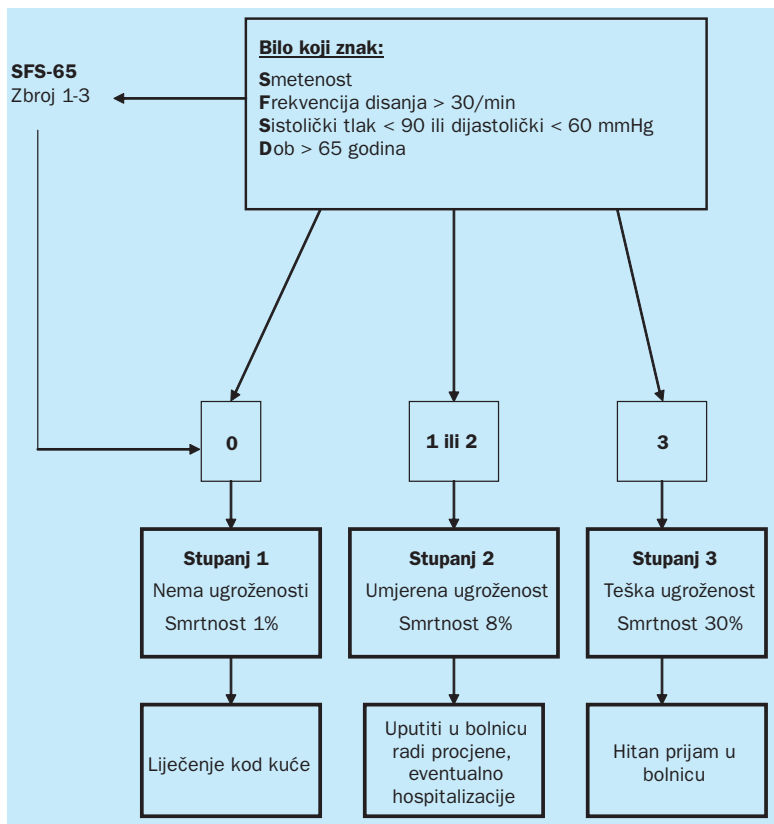 SFS-65
Zbroj 1-3
Bilo koji znak:
Smetenost
Frekvencija disanja > 30/min
Sistolički tlak < 90 ili dijastolički < 60 mmHg
Dob > 65 godina
0
1 ili 2
3
Stupanj 1
Nema ugroženosti
Smrtnost 1%
Stupanj 2
Umjerena ugroženost
Smrtnost 8%
Stupanj 3
Teška ugroženost
Smrtnost 30%
Liječenje kod kuće
Uputiti u bolnicu
radi procjene,
eventualno
hospitalizacije
Hitan prijam u
bolnicu